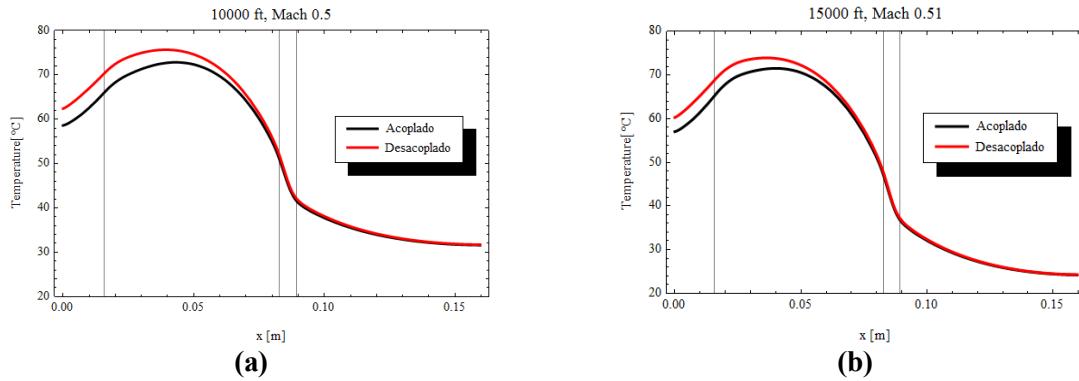 10000 ft, Mach 0.5
80
70
60
50
40
30
20
Temperature[ °C]
Acoplado
Desacoplado
0.00
0.05
0.10
0.15
x [m]
(a)
15000 ft, Mach 0.51
80
70
60
50
40
30
20
Temperature[ °C]
Acoplado
Desacoplado
0.00
0.05
0.10
0.15
x [m]
(b)